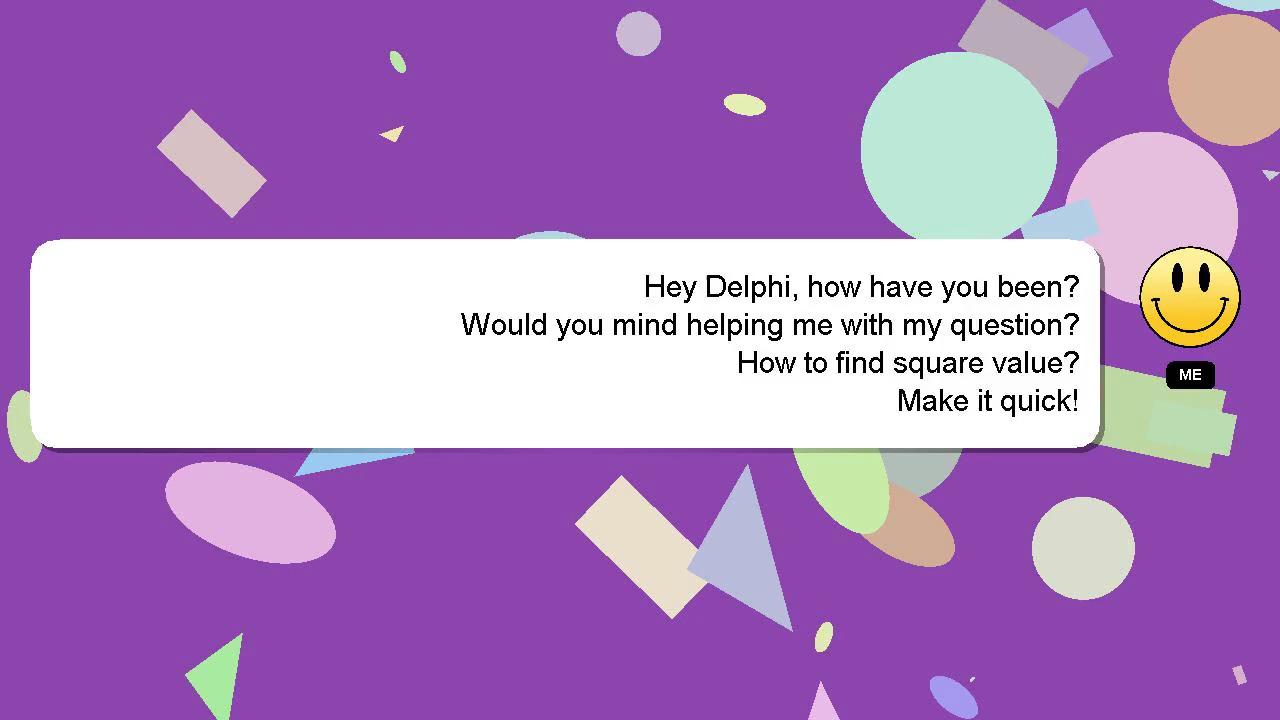 Hey Delphi, how have you been?
Would you mind helping me with my question?
How to find square value?
Make it quick!
ME